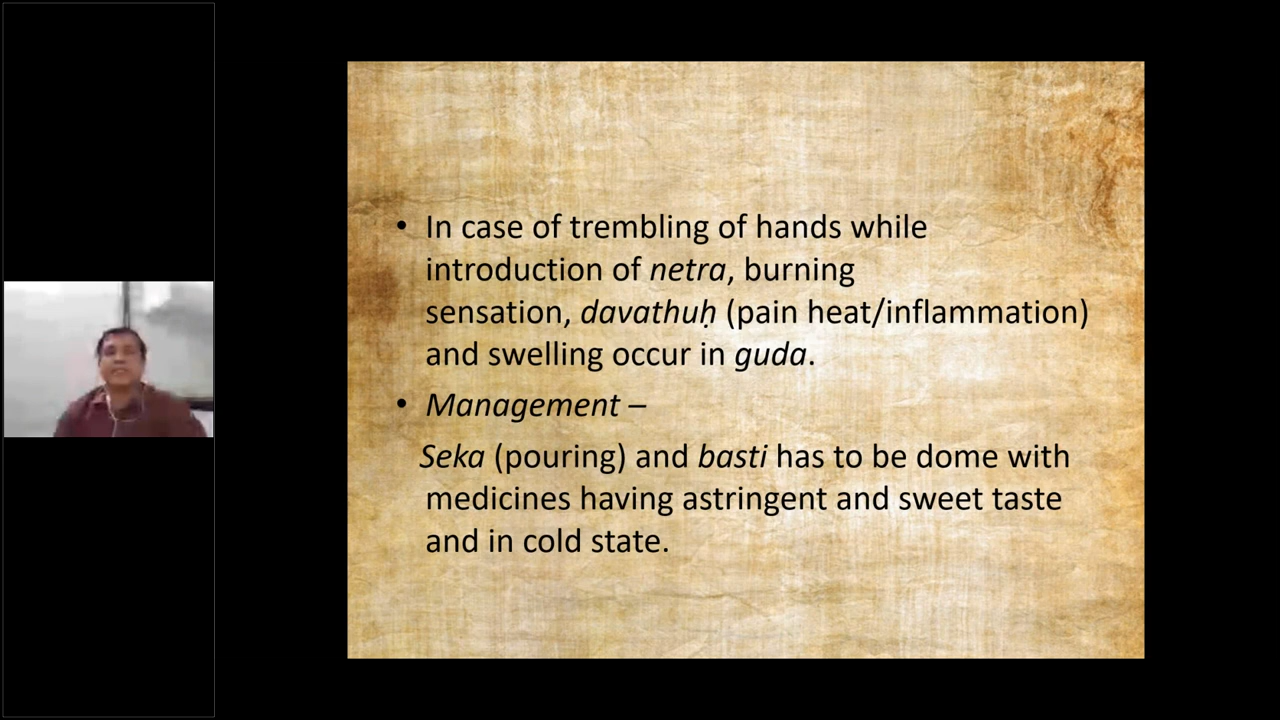 • In case of trembling of hands while
introduction of netra, burning
sensation, davathuḥ (pain heat/inflammation)
and swelling occur in guda.
• Management –
Seka (pouring) and basti has to be dome with
medicines having astringent and sweet taste
and in cold state.